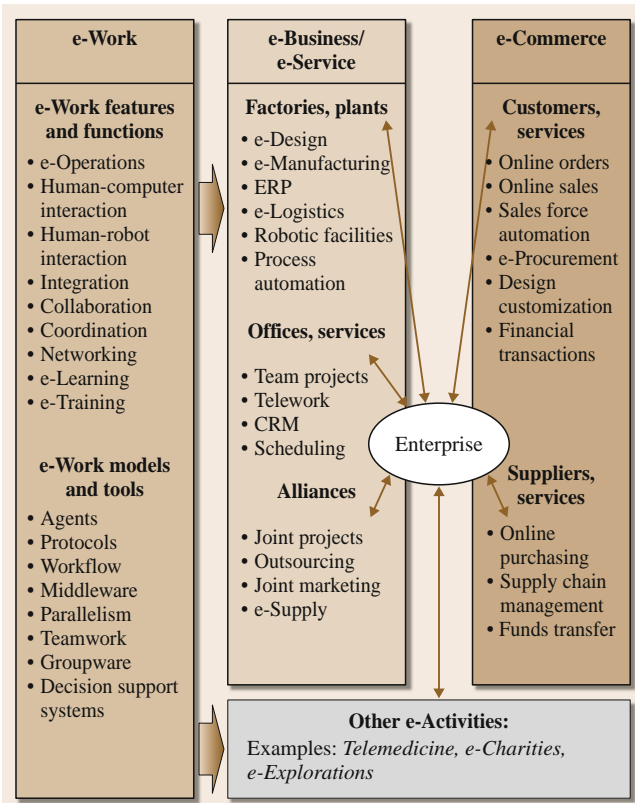 e-Work
e-Work features
and functions
• e-Operations
• Human-computer
interaction
• Human-robot
interaction
• Integration
• Collaboration
• Coordination
• Networking
• e-Learning
• e-Training
e-Work models
and tools
• Agents
• Protocols
• Workflow
• Middleware
• Parallelism
• Teamwork
• Groupware
• Decision support
systems
e-Business/
e-Service
Factories, plants
• e-Design
• e-Manufacturing
• ERP
• e-Logistics
• Robotic facilities
• Process
automation
Offices, services
• Team projects
• Telework
• CRM
• Scheduling
Alliances
• Joint projects
• Outsourcing
• Joint marketing
• e-Supply
Enterprise
e-Commerce
Customers,
services
• Online orders
• Online sales
• Sales force
automation
• e-Procurement
• Design
customization
• Financial
transactions
Suppliers,
services
• Online
purchasing
• Supply chain
management
• Funds transfer
Other e-Activities:
Examples: Telemedicine, e-Charities,
e-Explorations